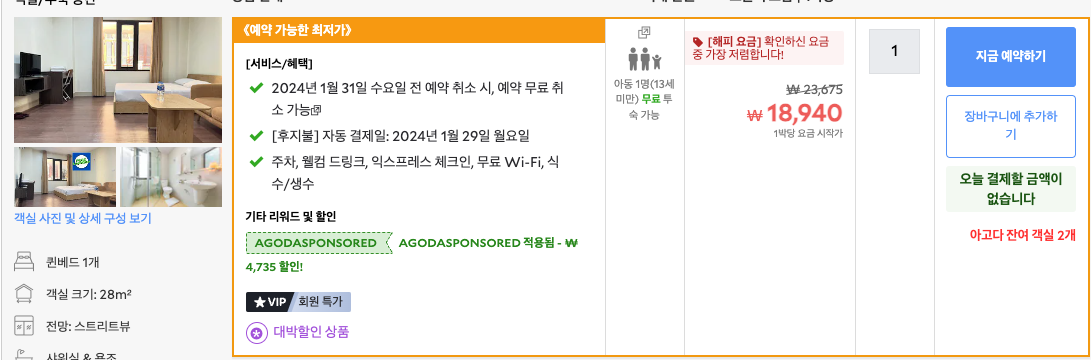 《예약 가능한 최저가》
[서비스/혜택]
2024년 1월 31일 수요일 전 예약 취소 시, 예약 무료 취
소 가능
[후지불] 자동 결제일: 2024년 1월 29일 월요일
주차, 웰컴 드링크, 익스프레스 체크인, 무료 Wi-Fi, 식
수/생수
기타 리워드 및 할인
AGODASPONSORED AGODASPONSORED 적용됨 - ₩
4,735 할인!
VIP 회원 특가
대박할인 상품
객실 사진 및 상세 구성 보기
퀸베드 1개
객실 크기: 28m²
전망: 스트리트뷰
샤워실 & 욕조
아동 1명(13세
미만) 무료 투
숙 가능
[해피 요금] 확인하신 요금
중 가장 저렴합니다!
₩ 23,675
₩ 18,940
1박당 요금 시작가
1
지금 예약하기
장바구니에 추가하
기
오늘 결제할 금액이
없습니다
아고다 잔여 객실 2개